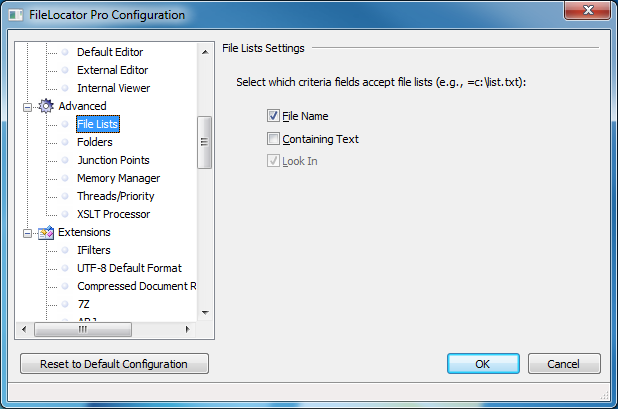 FileLocator Pro Configuration
Default Editor
External Editor
Internal Viewer
Advanced
File Lists
Folders
Junction Points
Memory Manager
Threads/Priority
XSLT Processor
Extensions
IFilters
UTF-8 Default Format
Compressed Document R
7Z
File Lists Settings
Select which criteria fields accept file lists (e.g., =c:\list.txt):
File Name
Containing Text
Look In
Reset to Default Configuration
OK
Cancel